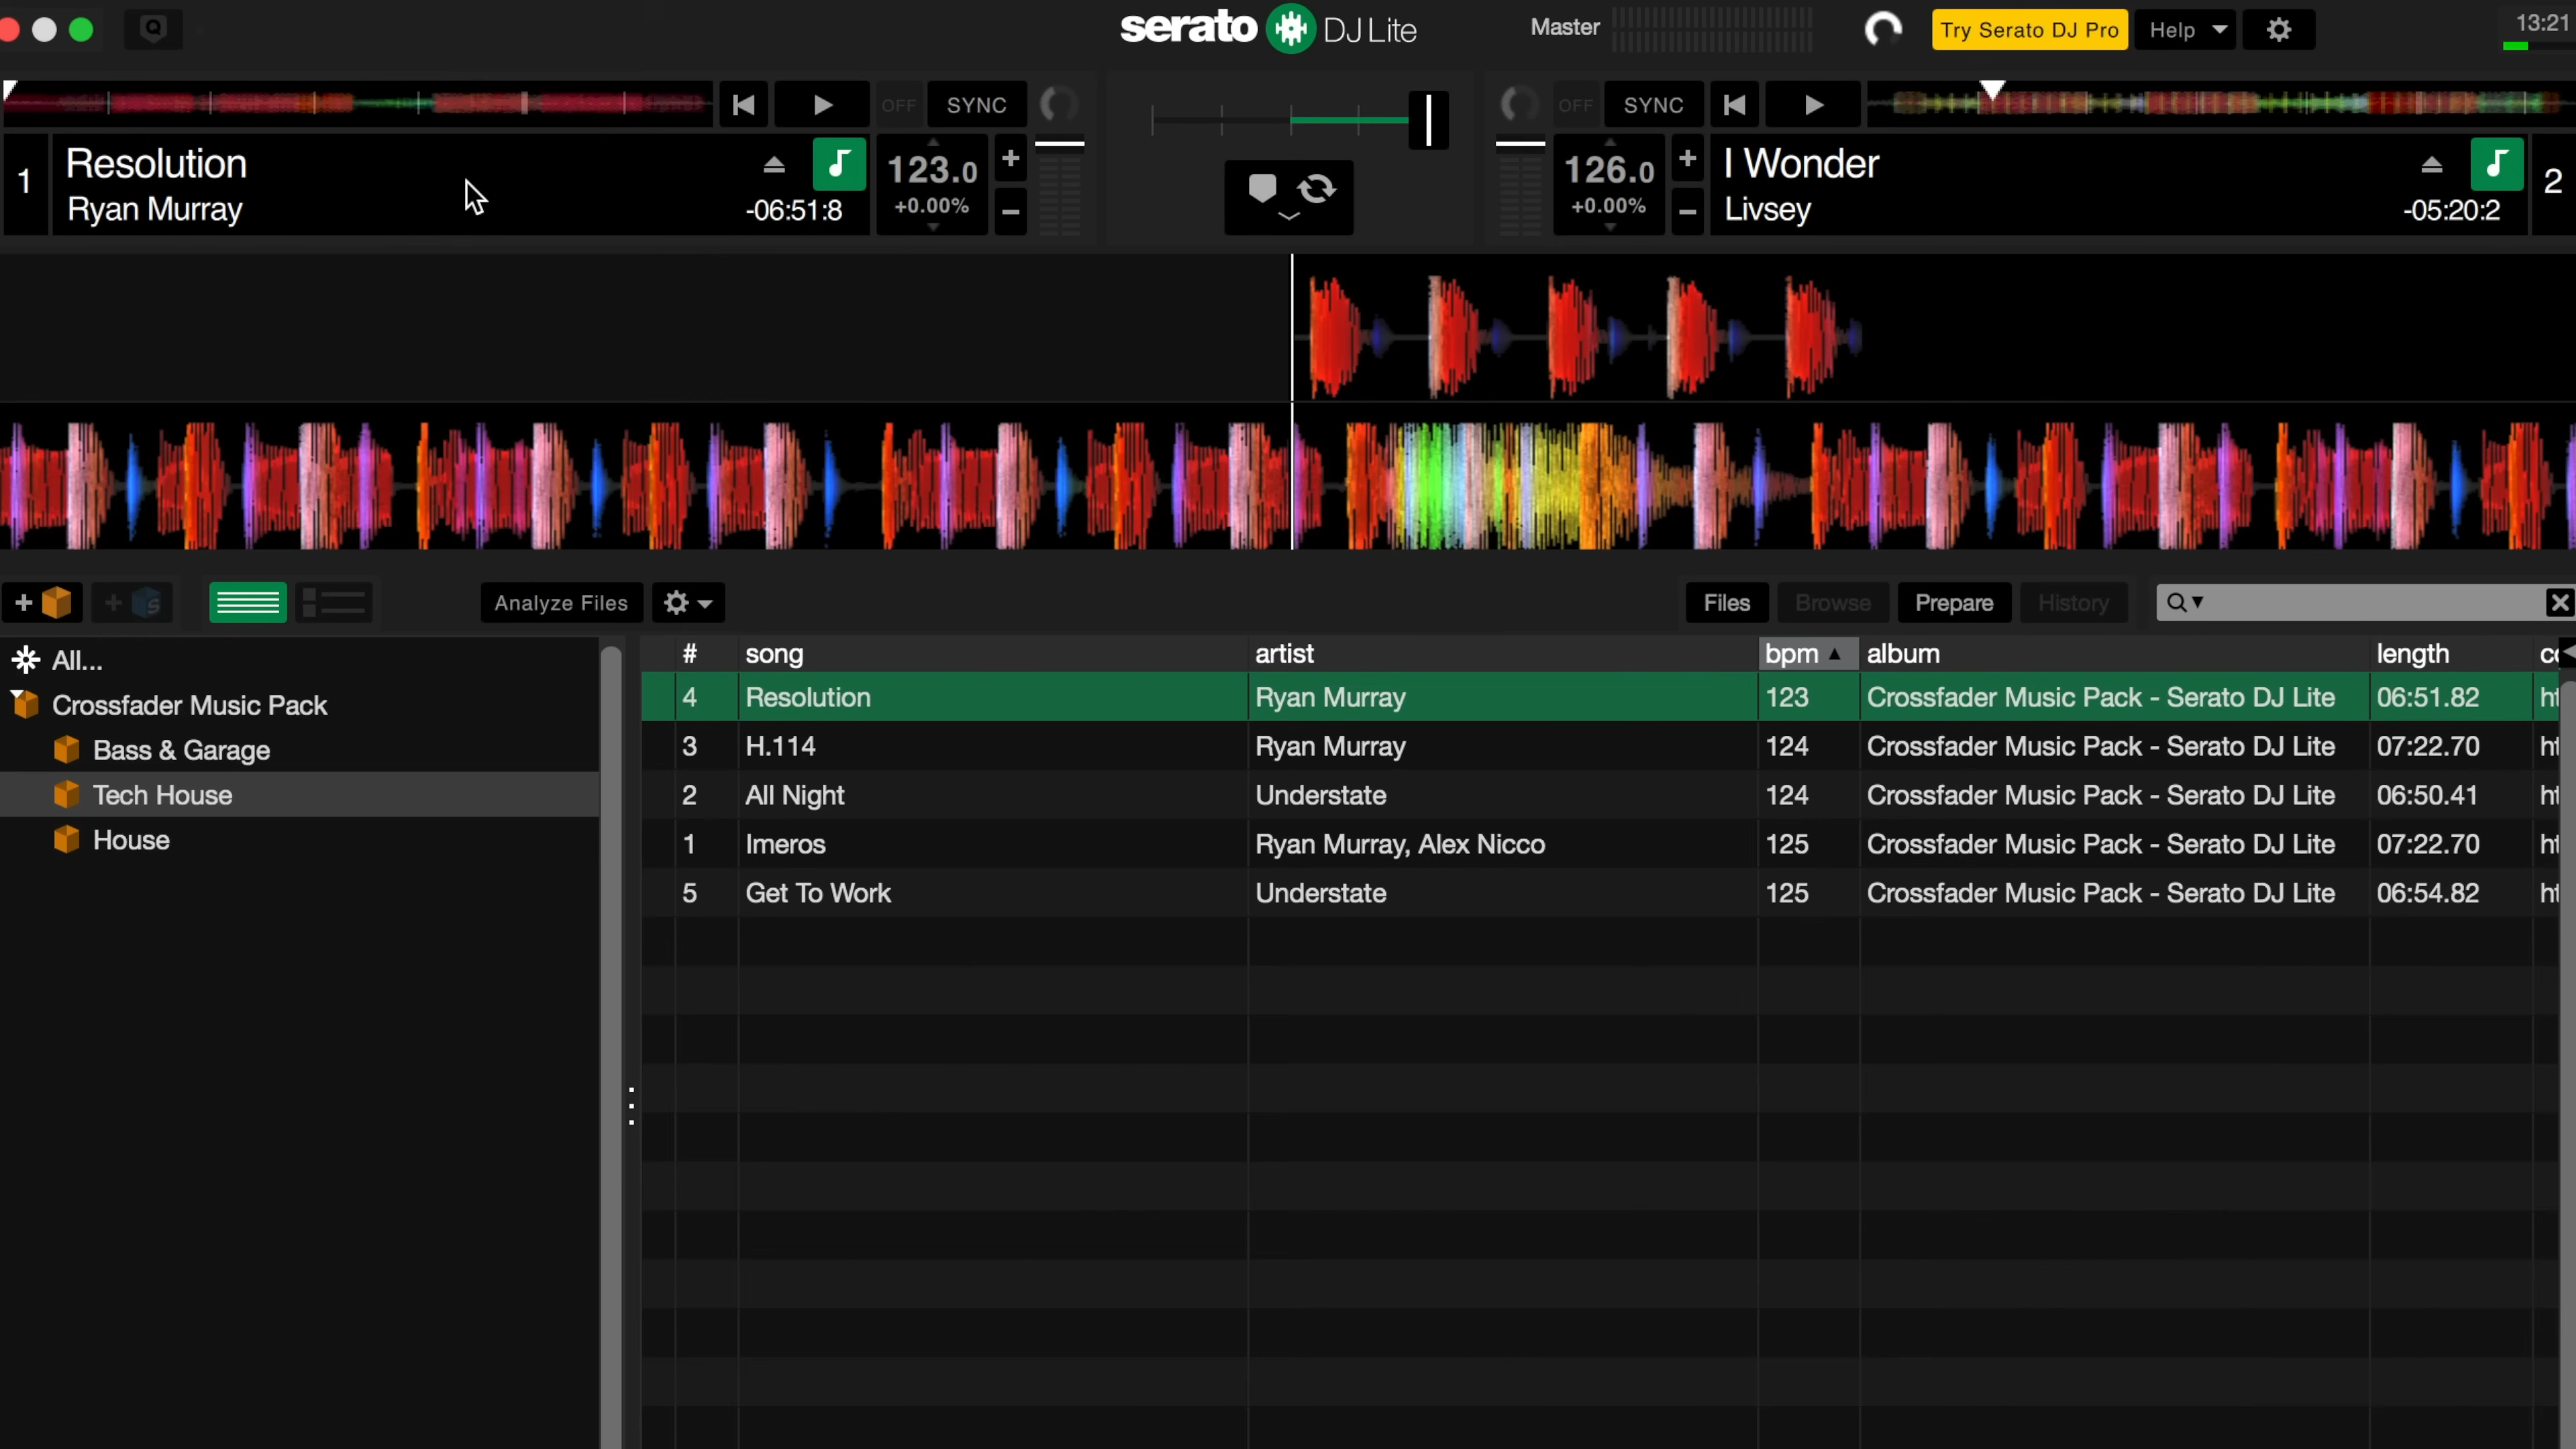 Q
serato DJ Lite
Master
Try Serato DJ Pro
Help
13:21
OFF
SYNC
OFF
SYNC
1
Resolution
Ryan Murray
-06:51:8
123.0
+0.00%
126.0
+0.00%
I Wonder
Livsey
-05:20:2
2
Analyze Files
Files
Browse
Prepare
History
All...
Crossfader Music Pack
Bass & Garage
Tech House
House
# song artist bpm album length
4 Resolution Ryan Murray 123 Crossfader Music Pack - Serato DJ Lite 06:51.82
3 H.114 Ryan Murray 124 Crossfader Music Pack - Serato DJ Lite 07:22.70
2 All Night Understate 124 Crossfader Music Pack - Serato DJ Lite 06:50.41
1 Imeros Ryan Murray, Alex Nicco 125 Crossfader Music Pack - Serato DJ Lite 07:22.70
5 Get To Work Understate 125 Crossfader Music Pack - Serato DJ Lite 06:54.82